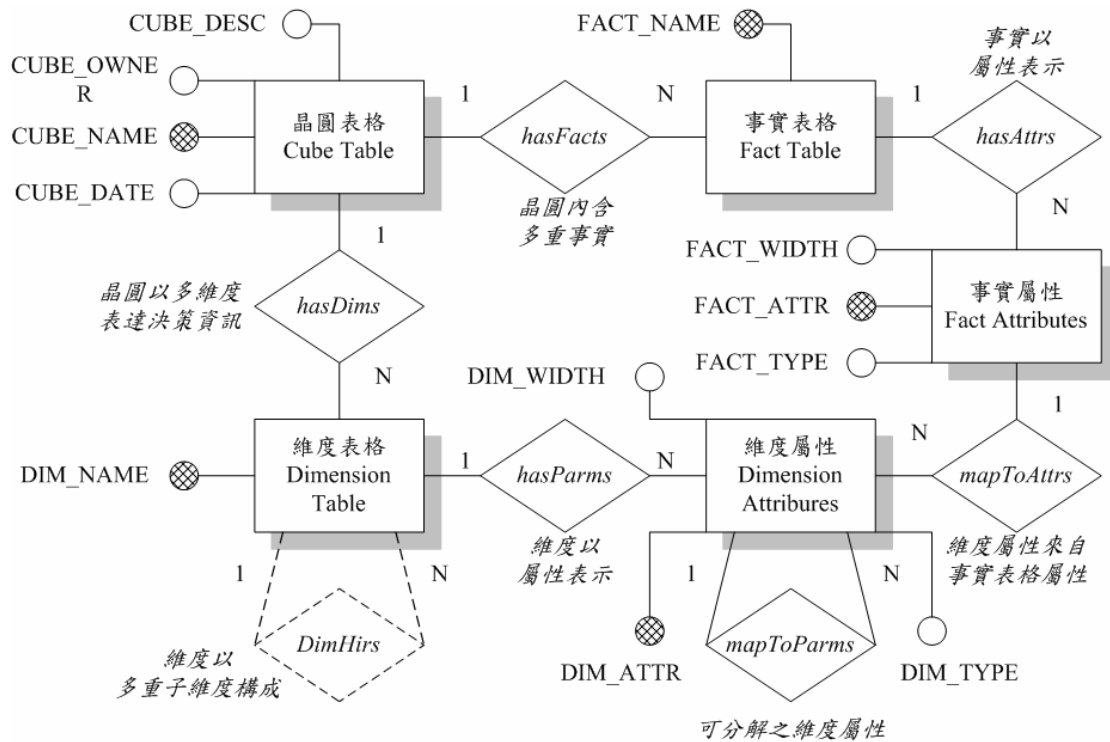 CUBE_DESC
FACT_NAME
事實以
屬性表示
CUBE_OWNE
R
CUBE_NAME
CUBE_DATE
晶圓表格
Cube Table
1
hasFacts
N
晶圓內含
多重事實
事實表格
Fact Table
1
hasAttrs
N
1
晶圓以多維度
表達決策資訊
hasDims
N
FACT_WIDTH
FACT_ATTR
FACT_TYPE
事實屬性
Fact Attributes
1
DIM_WIDTH
DIM_NAME
維度表格
Dimension
Table
1
hasParms
N
維度以
屬性表示
維度屬性
Dimension
Attribures
N
mapToAttrs
維度屬性來自
事實表格屬性
1
N
DimHirs
維度以
多重子維度構成
1
N
mapToParms
DIM_ATTR
DIM_TYPE
可分解之維度屬性